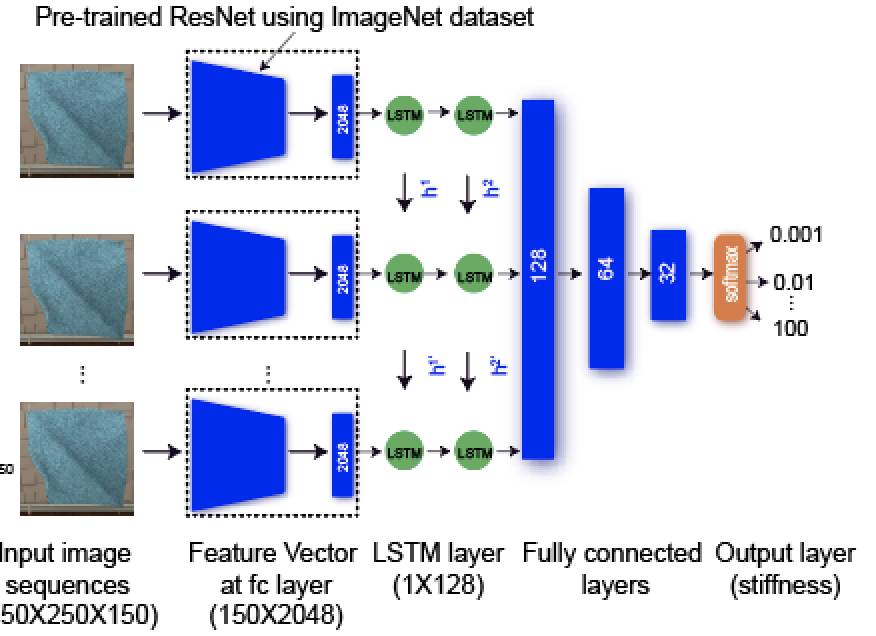 Pre-trained ResNet using ImageNet dataset
2048
LSTM
LSTM
h¹
h²
2048
LSTM
LSTM
128
64
32
softmax
0.001
0.01
⋮
100
h¹'
h²'
⋮
⋮
2048
LSTM
LSTM
50
Input image
sequences
50X250X150)
Feature Vector
at fc layer
(150X2048)
LSTM layer
(1X128)
Fully connected
layers
Output layer
(stiffness)